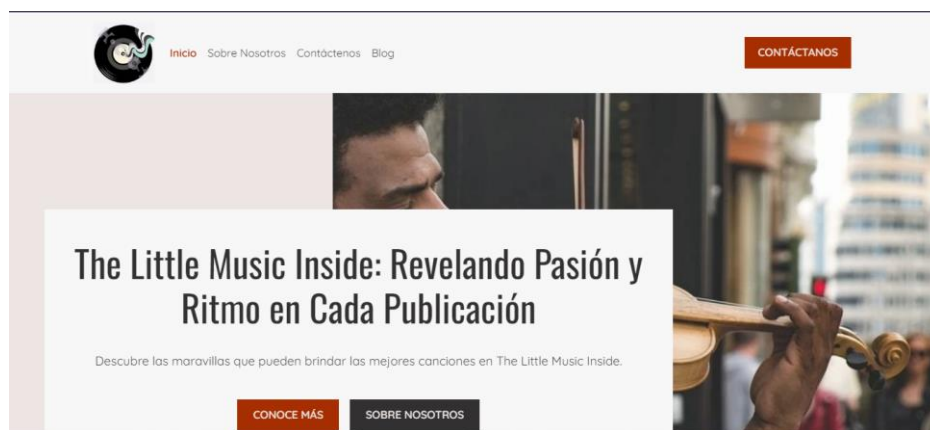 Inicio Sobre Nosotros Contáctenos Blog
CONTÁCTANOS
The Little Music Inside: Revelando Pasión y
Ritmo en Cada Publicación
Descubre las maravillas que pueden brindar las mejores canciones en The Little Music Inside.
CONOCE MÁS SOBRE NOSOTROS